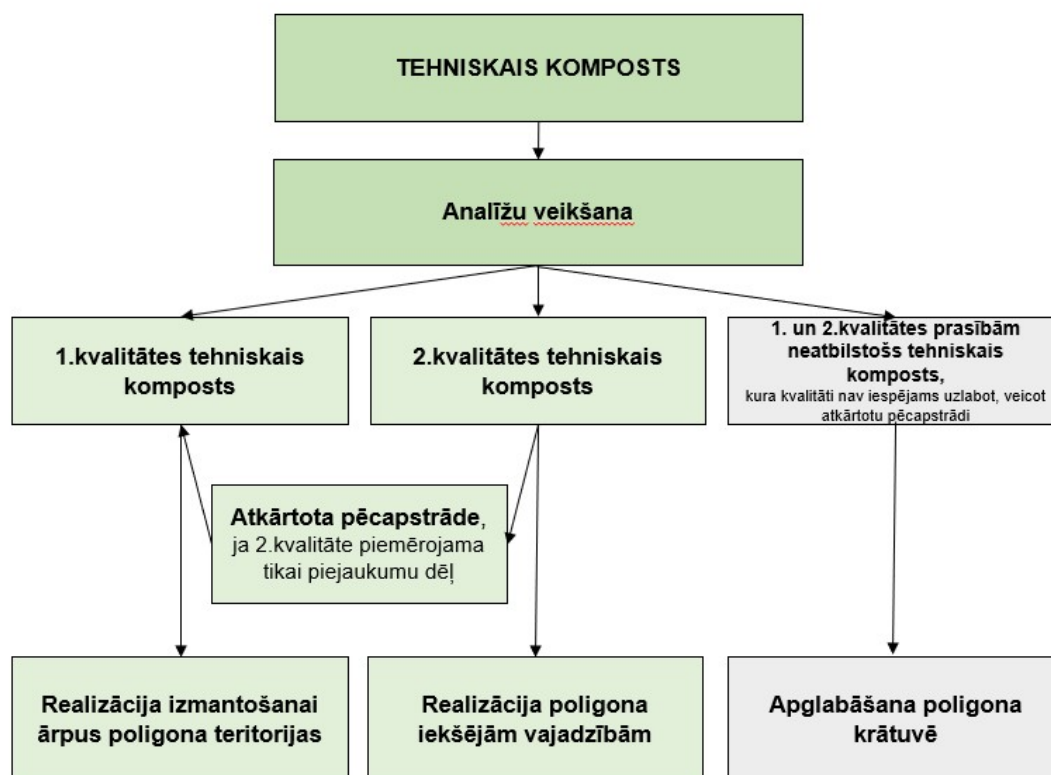 TEHNISKAIS KOMPOSTS
Analīžu veikšana
1.kvalitātes tehniskais
komposts
2.kvalitātes tehniskais
komposts
1. un 2.kvalitātes prasībām
neatbilstošs tehniskais
komposts,
kura kvalitāti nav iespējams uzlabot, veicot
atkārtotu pēcapstrādi
Atkārtota pēcapstrāde,
ja 2.kvalitāte piemērojama
tikai piejaukumu dēļ
Realizācija izmantošanai
ārpus poligona teritorijas
Realizācija poligona
iekšējām vajadzībām
Apglabāšana poligona
krātuvē